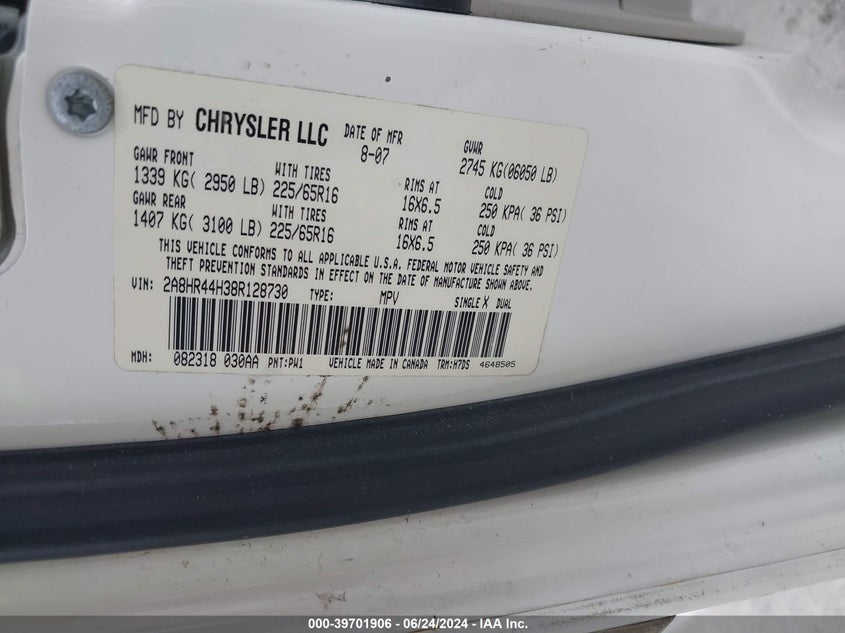 MFD BY CHRYSLER LLC DATE OF MFR 8-07 GVWR 2745 KG(06050 LB)
GAWR FRONT WITH TIRES RIMS AT COLD
1339 KG( 2950 LB) 225/65R16 16X6.5 250 KPA( 36 PSI)
GAWR REAR WITH TIRES RIMS AT COLD
1407 KG( 3100 LB) 225/65R16 16X6.5 250 KPA( 36 PSI)
THIS VEHICLE CONFORMS TO ALL APPLICABLE U.S.A. FEDERAL MOTOR VEHICLE SAFETY AND
THEFT PREVENTION STANDARDS IN EFFECT ON THE DATE OF MANUFACTURE SHOWN ABOVE.
VIN: 2A8HR44H38R128730 TYPE: MPV SINGLE X DUAL
MDH: 082318 030AA PNT:PW1 VEHICLE MADE IN CANADA TRM:H7DS 4648505
000-39701906 - 06/24/2024 - IAA Inc.